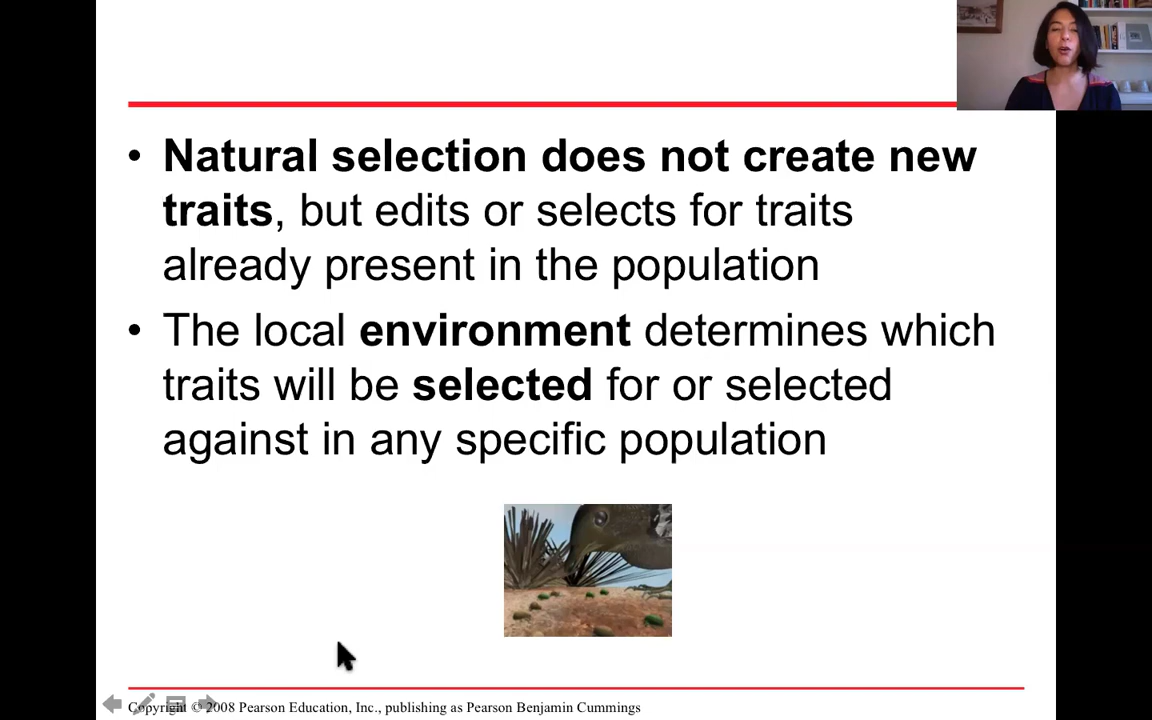 • Natural selection does not create new
traits, but edits or selects for traits
already present in the population
• The local environment determines which
traits will be selected for or selected
against in any specific population
Copyright © 2008 Pearson Education, Inc., publishing as Pearson Benjamin Cummings